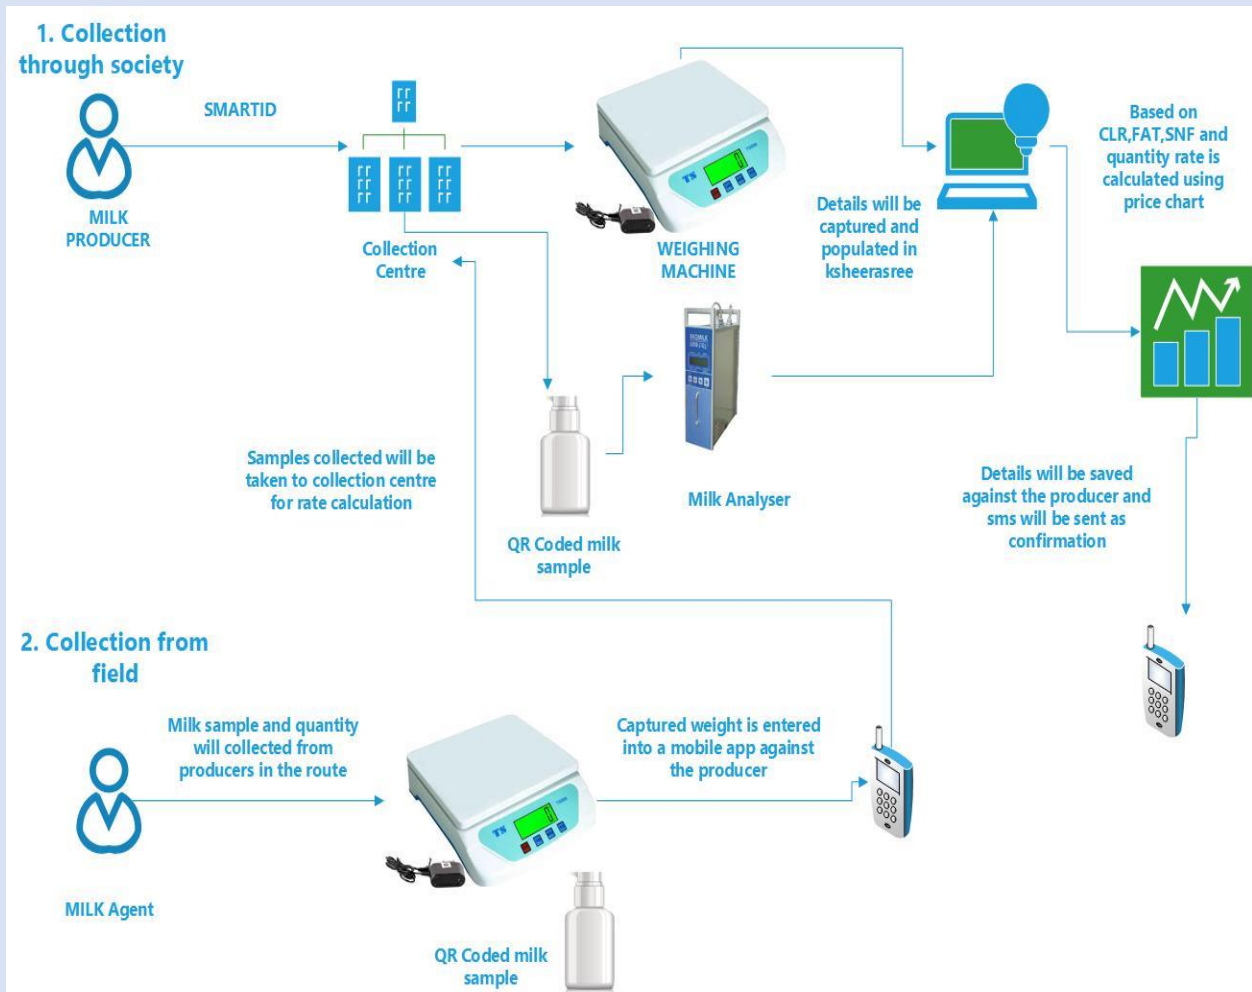 1. Collection
through society
SMARTID
MILK
PRODUCER
Collection
Centre
TS
WEIGHING
MACHINE
Details will be
captured and
populated in
ksheerasree
Based on
CLR,FAT,SNF and
quantity rate is
calculated using
price chart
Milk Analyser
Samples collected will be
taken to collection centre
for rate calculation
QR Coded milk
sample
Details will be saved
against the producer and
sms will be sent as
confirmation
2. Collection from
field
Milk sample and quantity
will collected from
producers in the route
Captured weight is entered
into a mobile app against
the producer
TS
MILK Agent
QR Coded milk
sample